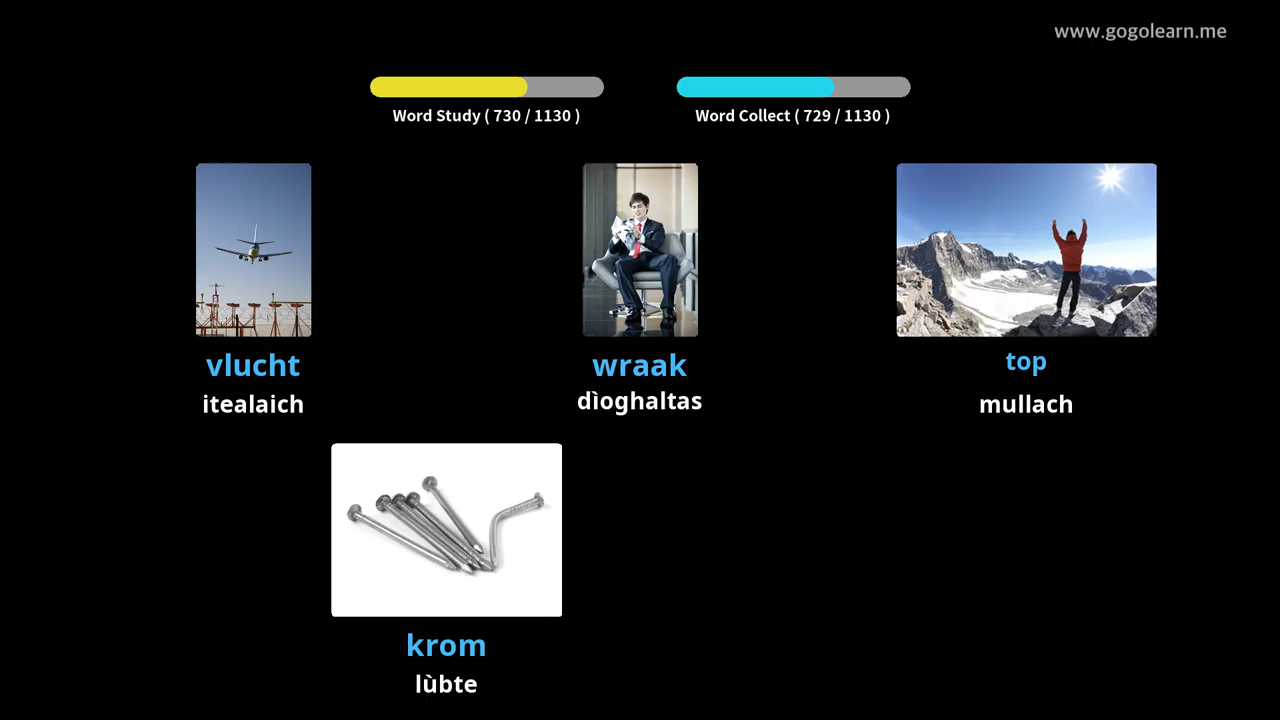 www.gogolearn.me
Word Study ( 730 / 1130 )
Word Collect ( 729 / 1130 )
vlucht
itealaich
wraak
dìoghaltas
top
mullach
krom
lùbte